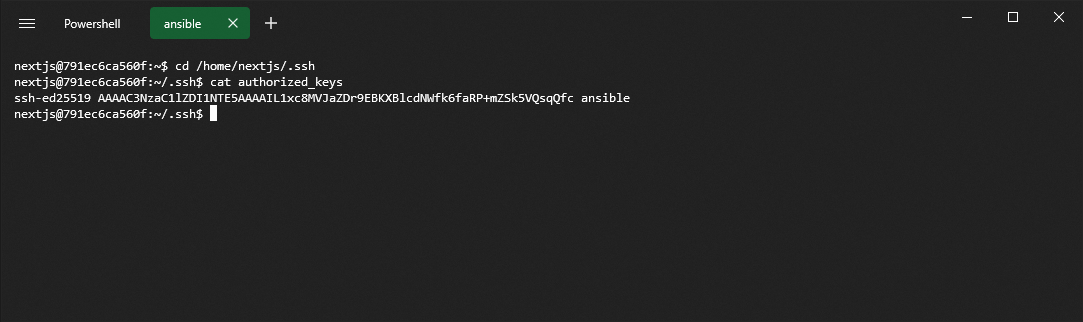 Powershell
ansible
nextjs@791ec6ca560f:~$ cd /home/nextjs/.ssh
nextjs@791ec6ca560f:~/.ssh$ cat authorized_keys
ssh-ed25519 AAAAC3NzaC1lZDI1NTE5AAAAIL1xc8MVJaZDr9EBKXBlcdNWfk6faRP+mZSk5VQsqQfc ansible
nextjs@791ec6ca560f:~/.ssh$